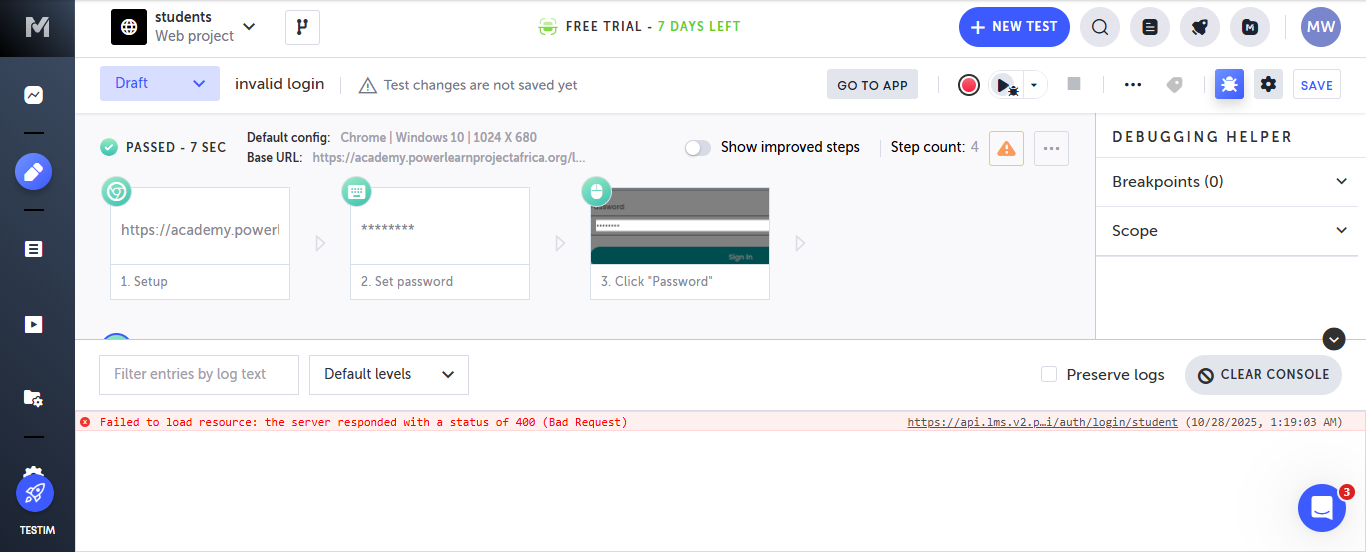 students
Web project
FREE TRIAL - 7 DAYS LEFT
NEW TEST
MW
Draft
invalid login
Test changes are not saved yet
GO TO APP
SAVE
PASSED - 7 SEC
Default config: Chrome | Windows 10 | 1024 X 680
Base URL: https://academy.powerlearnprojectafrica.org/l...
Show improved steps
Step count: 4
DEBUGGING HELPER
Breakpoints (0)
Scope
https://academy.powerl
********
Password
********
Sign In
1. Setup
2. Set password
3. Click "Password"
Filter entries by log text
Default levels
Preserve logs
CLEAR CONSOLE
Failed to load resource: the server responded with a status of 400 (Bad Request)
https://api.lms.v2.p…i/auth/login/student (10/28/2025, 1:19:03 AM)
3
TESTIM